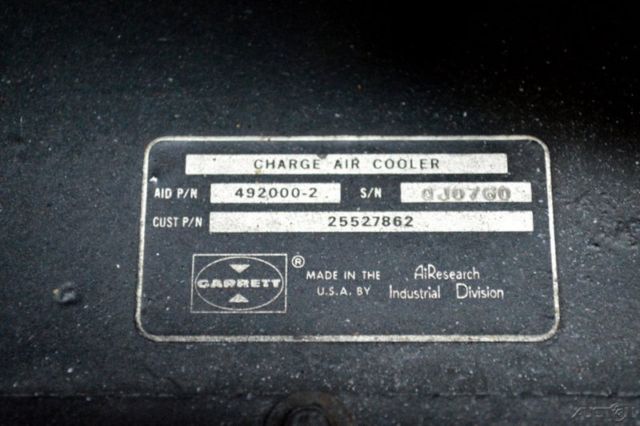 CHARGE AIR COOLER
AID P/N 492000-2 S/N
CUST P/N 25527862
GARRETT ®
MADE IN THE U.S.A. BY
AiResearch Industrial Division